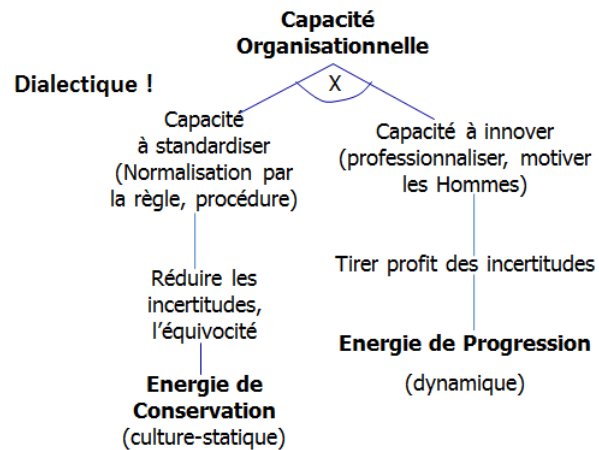 Capacité
Organisationnelle
Dialectique !
X
Capacité
à standardiser
(Normalisation par
la règle, procédure)
Capacité à innover
(professionnaliser, motiver
les Hommes)
Réduire les
incertitudes,
l'équivocité
Tirer profit des incertitudes
Energie de
Conservation
(culture-statique)
Energie de Progression
(dynamique)